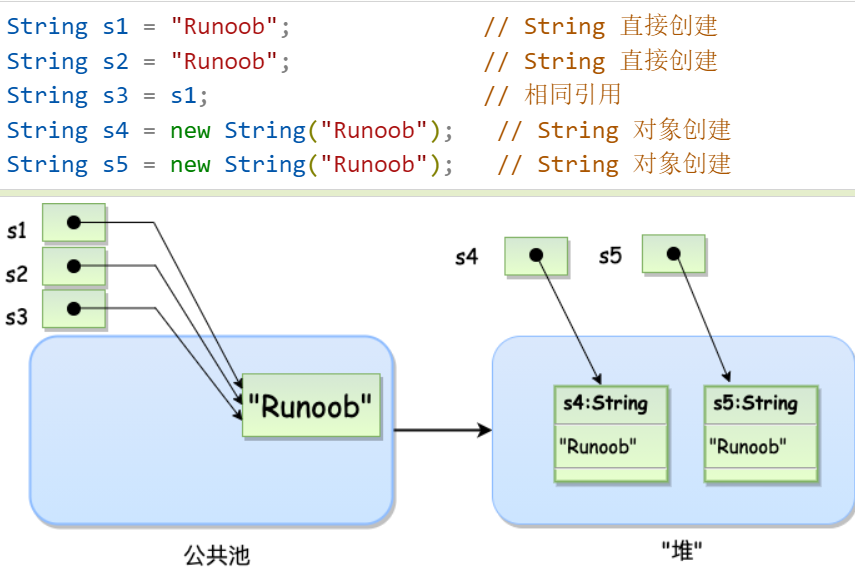 String s1 = "Runoob";              // String 直接创建
String s2 = "Runoob";              // String 直接创建
String s3 = s1;                    // 相同引用
String s4 = new String("Runoob");   // String 对象创建
String s5 = new String("Runoob");   // String 对象创建
s1
s2
s3
"Runoob"
公共池
s4
s5
s4:String
"Runoob"
s5:String
"Runoob"
"堆"